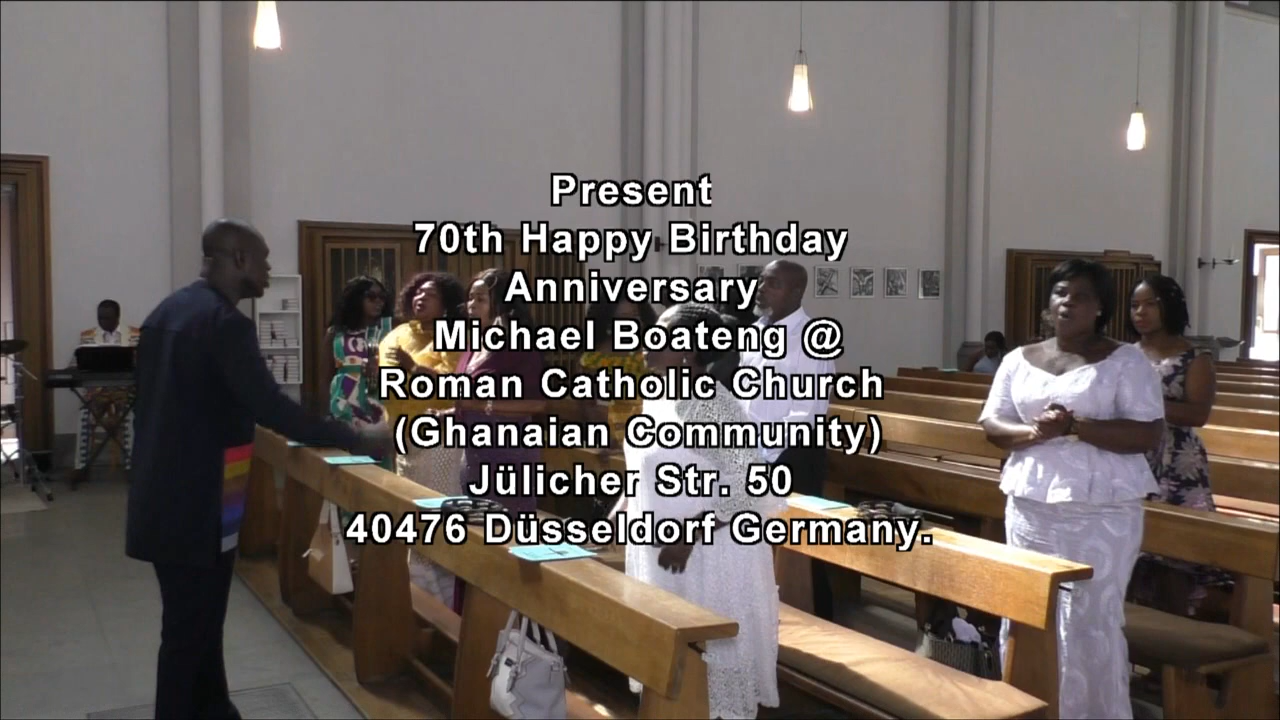 Present
70th Happy Birthday
Anniversary
Michael Boateng @
Roman Catholic Church
(Ghanaian Community)
Jülicher Str. 50
40476 Düsseldorf Germany.